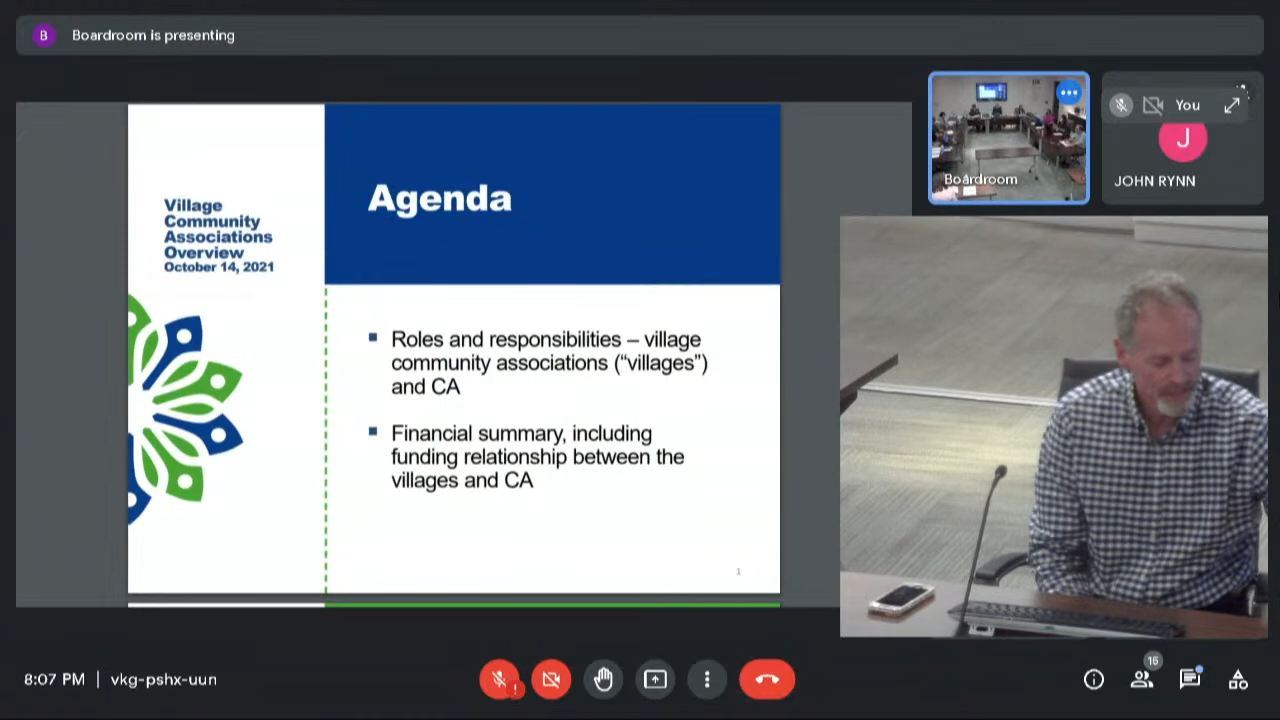 B
Boardroom is presenting
Village
Community
Associations
Overview
October 14, 2021
Agenda
Roles and responsibilities – village
community associations (“villages”)
and CA
Financial summary, including
funding relationship between the
villages and CA
1
Boardroom
You
J
JOHN RYNN
8:07 PM | vkg-pshx-uun
15